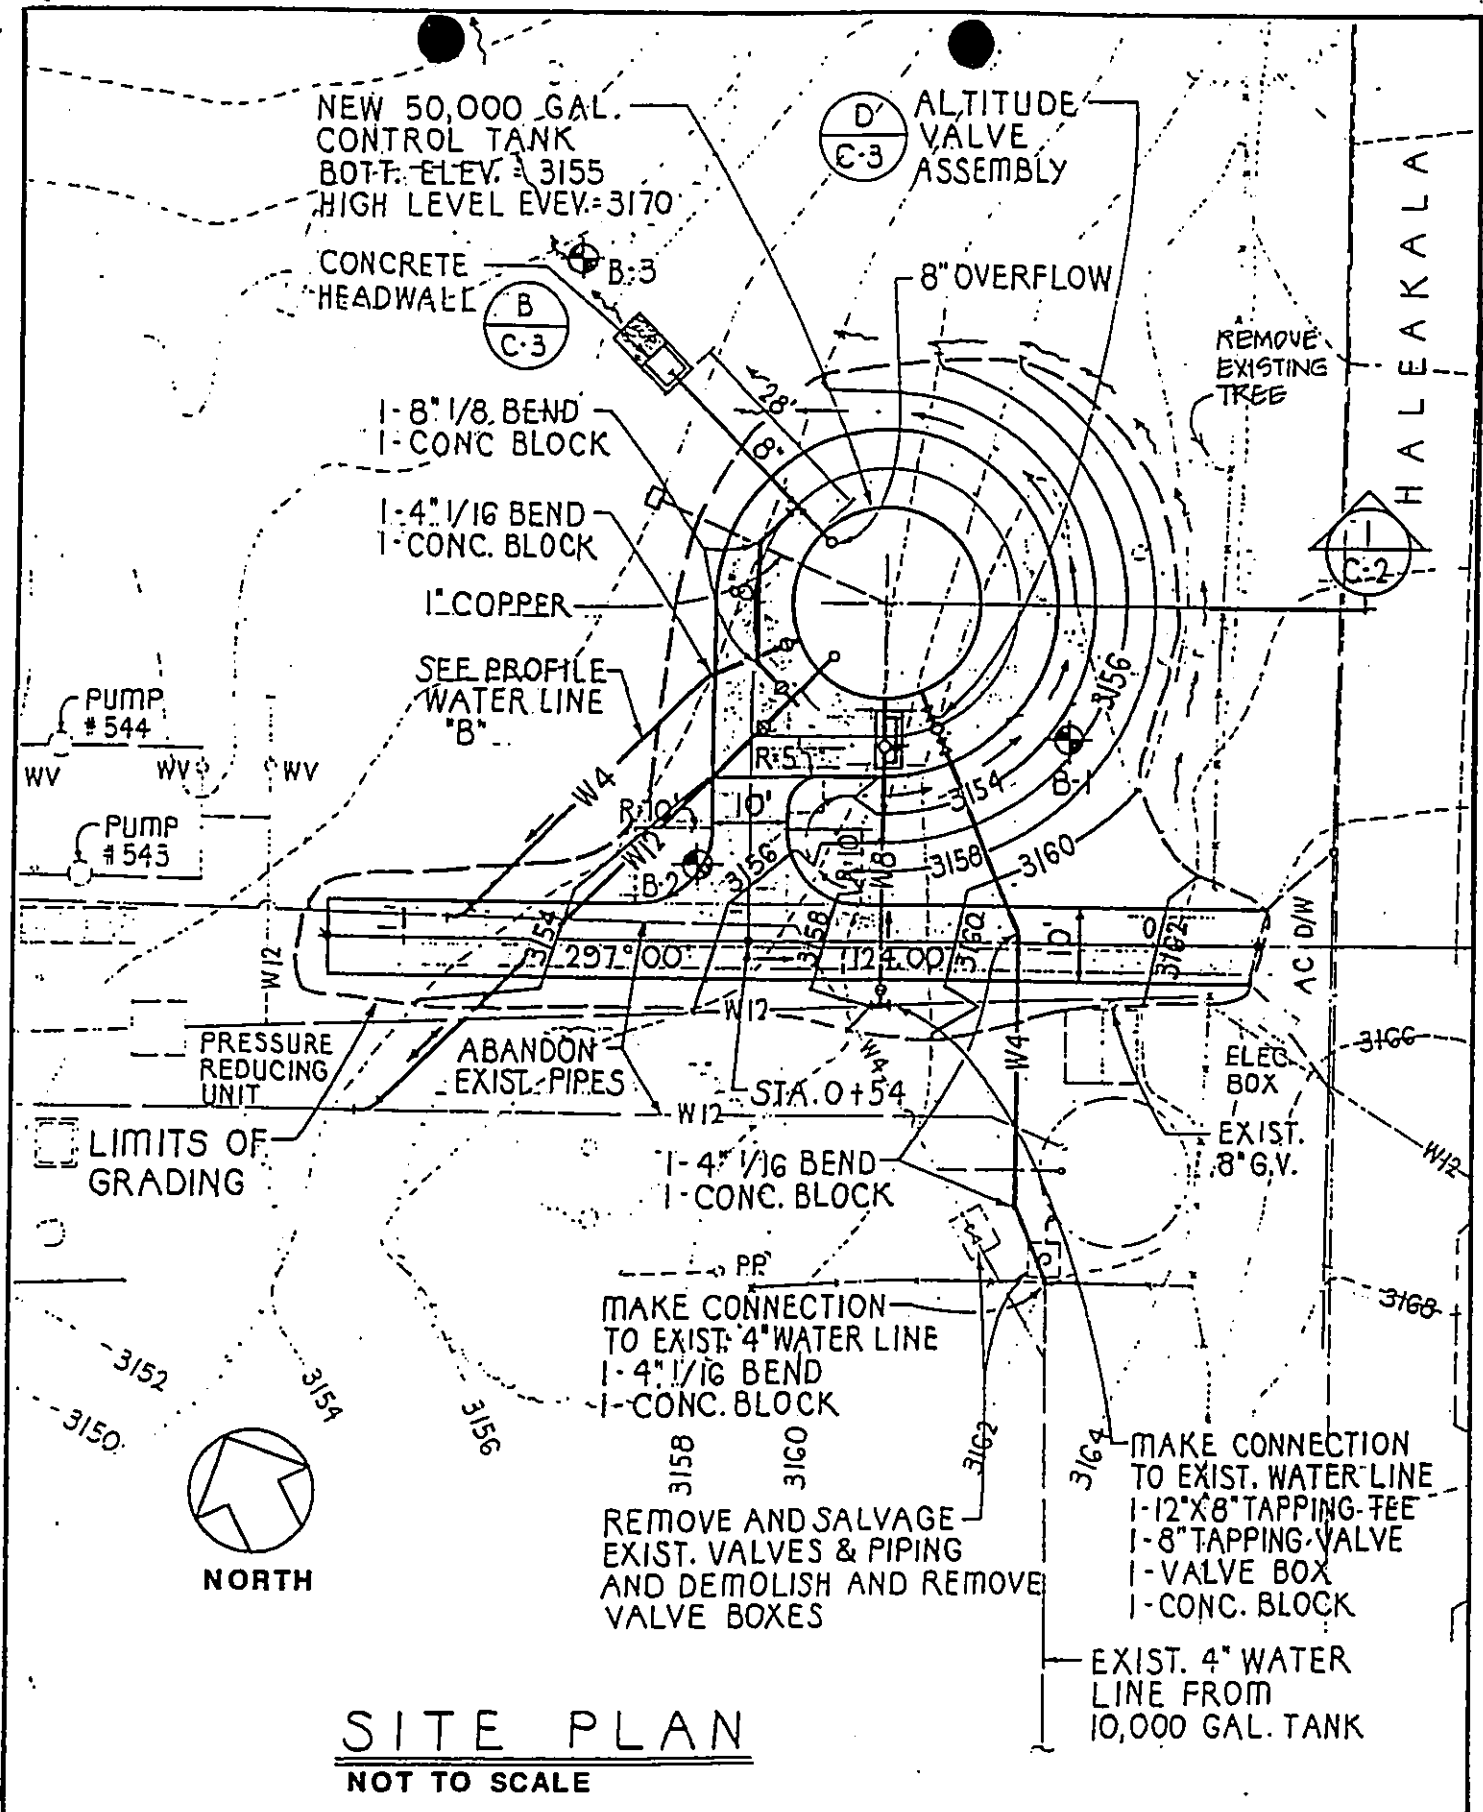 NEW 50,000 GAL.
CONTROL TANK
BOTT. ELEV. = 3155
HIGH LEVEL EVEV.= 3170
D
C-3
ALTITUDE
VALVE
ASSEMBLY
HALEAKALA
CONCRETE
HEADWALL
B
C-3
B-3
8" OVERFLOW
REMOVE
EXISTING
TREE
28'
8"
1-8" 1/8 BEND
1-CONC BLOCK
1-4" 1/16 BEND
1-CONC. BLOCK
1" COPPER
1
C-2
SEE PROFILE
WATER LINE
"B"
PUMP
#544
WV
WV
WV
PUMP
#543
W4
R=5'
R=10'
10'
W12
B-2
3156
R=10'
W8
3154
B-1
3156
3158
3160
3154
297°00'
3158
124.00
3160
10'
3162
AC D/W
W12
W12
PRESSURE
REDUCING
UNIT
ABANDON
EXIST. PIPES
STA. 0+54
W12
W4
W4
ELEC.
BOX
3166
LIMITS OF
GRADING
EXIST.
8" G.V.
W12
1-4" 1/16 BEND
1-CONC. BLOCK
PP
MAKE CONNECTION
TO EXIST. 4" WATER LINE
1-4" 1/16 BEND
1-CONC. BLOCK
3168
3152
3150
3154
3156
3158
3160
3162
3164
MAKE CONNECTION
TO EXIST. WATER LINE
1-12"X8" TAPPING-TEE
1-8" TAPPING VALVE
1-VALVE BOX
1-CONC. BLOCK
REMOVE AND SALVAGE
EXIST. VALVES & PIPING
AND DEMOLISH AND REMOVE
VALVE BOXES
NORTH
EXIST. 4" WATER
LINE FROM
10,000 GAL. TANK
SITE PLAN
NOT TO SCALE